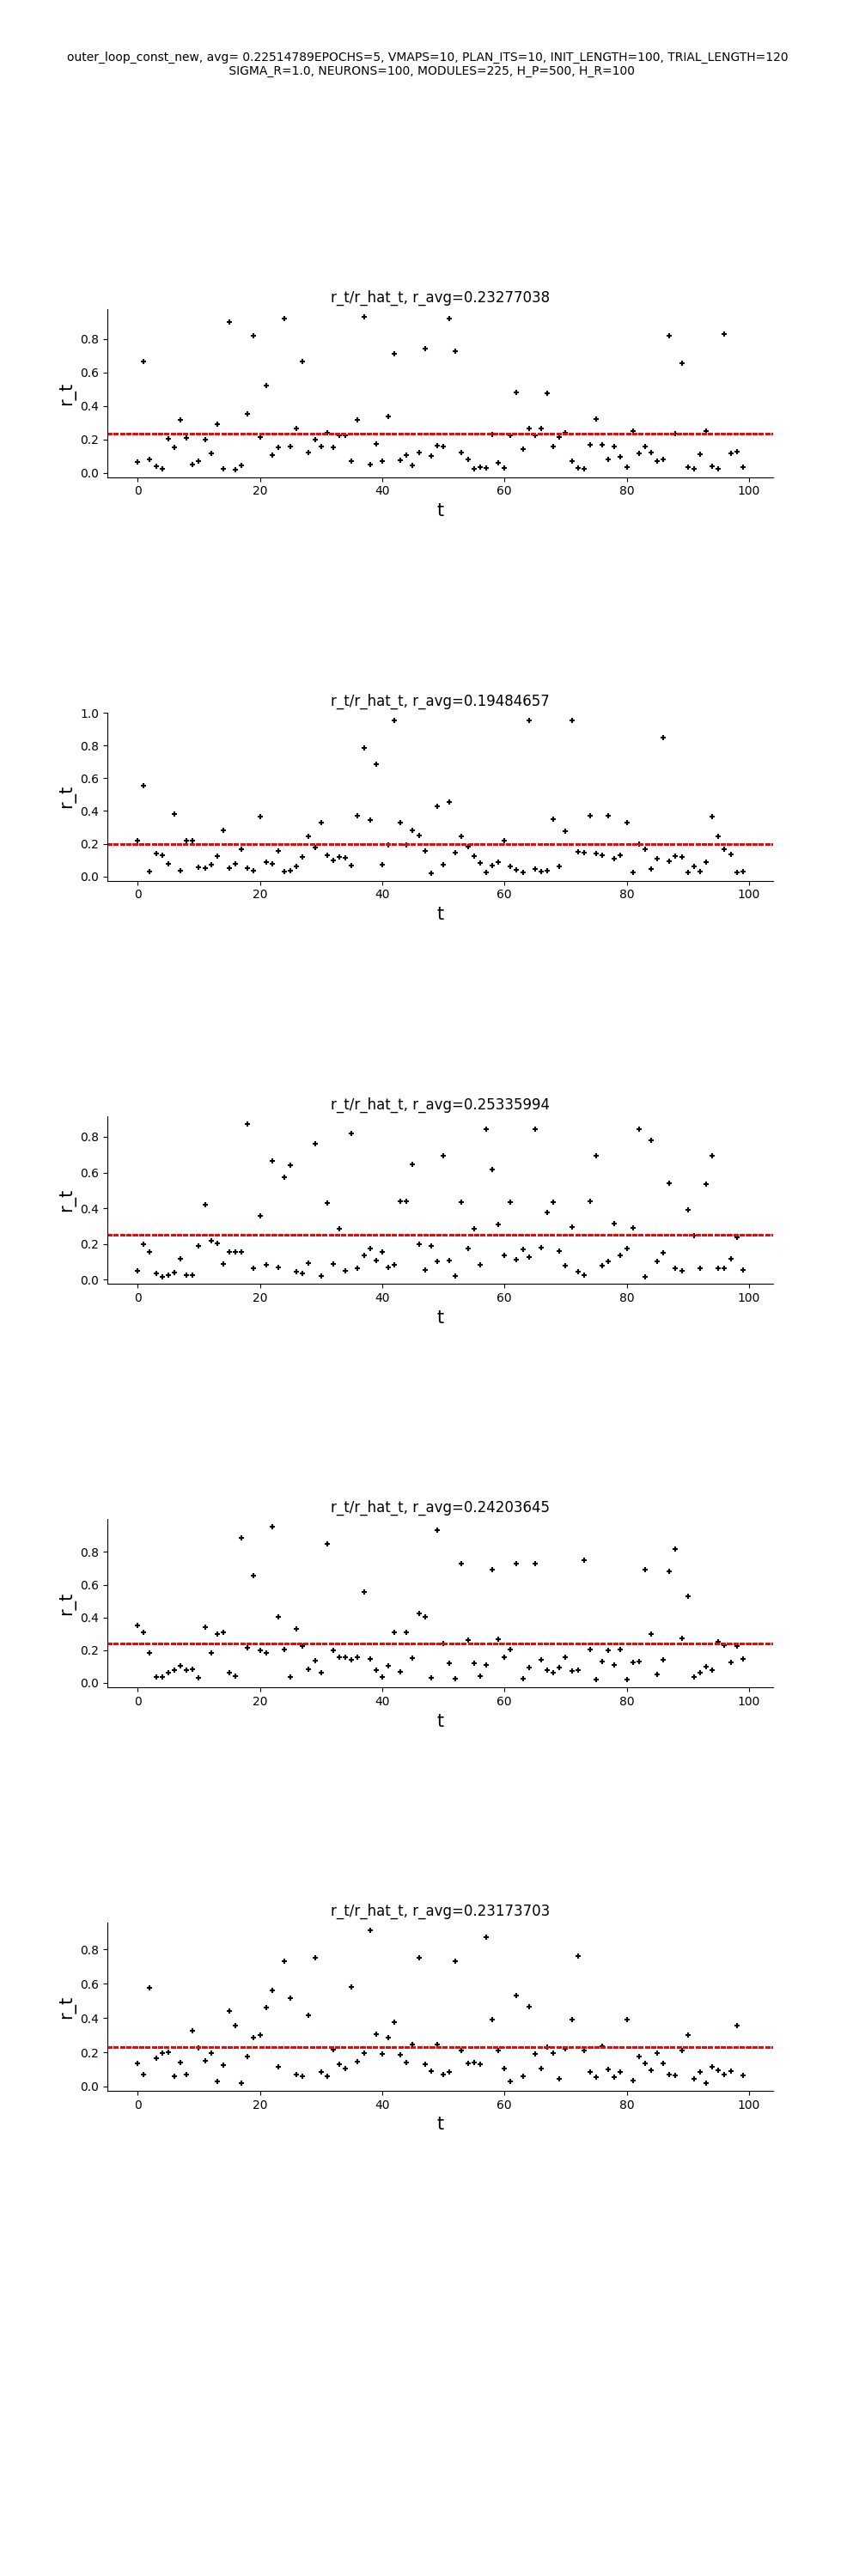 outer_loop_const_new, avg= 0.22514789EPOCHS=5, VMAPS=10, PLAN_ITS=10, INIT_LENGTH=100, TRIAL_LENGTH=120
SIGMA_R=1.0, NEURONS=100, MODULES=225, H_P=500, H_R=100
r_t/r_hat_t, r_avg=0.23277038
0.8
0.6
0.4
0.2
0.0
r_t
0 20 40 60 80 100
t
r_t/r_hat_t, r_avg=0.19484657
1.0
0.8
0.6
0.4
0.2
0.0
r_t
0 20 40 60 80 100
t
r_t/r_hat_t, r_avg=0.25335994
0.8
0.6
0.4
0.2
0.0
r_t
0 20 40 60 80 100
t
r_t/r_hat_t, r_avg=0.24203645
0.8
0.6
0.4
0.2
0.0
r_t
0 20 40 60 80 100
t
r_t/r_hat_t, r_avg=0.23173703
0.8
0.6
0.4
0.2
0.0
r_t
0 20 40 60 80 100
t